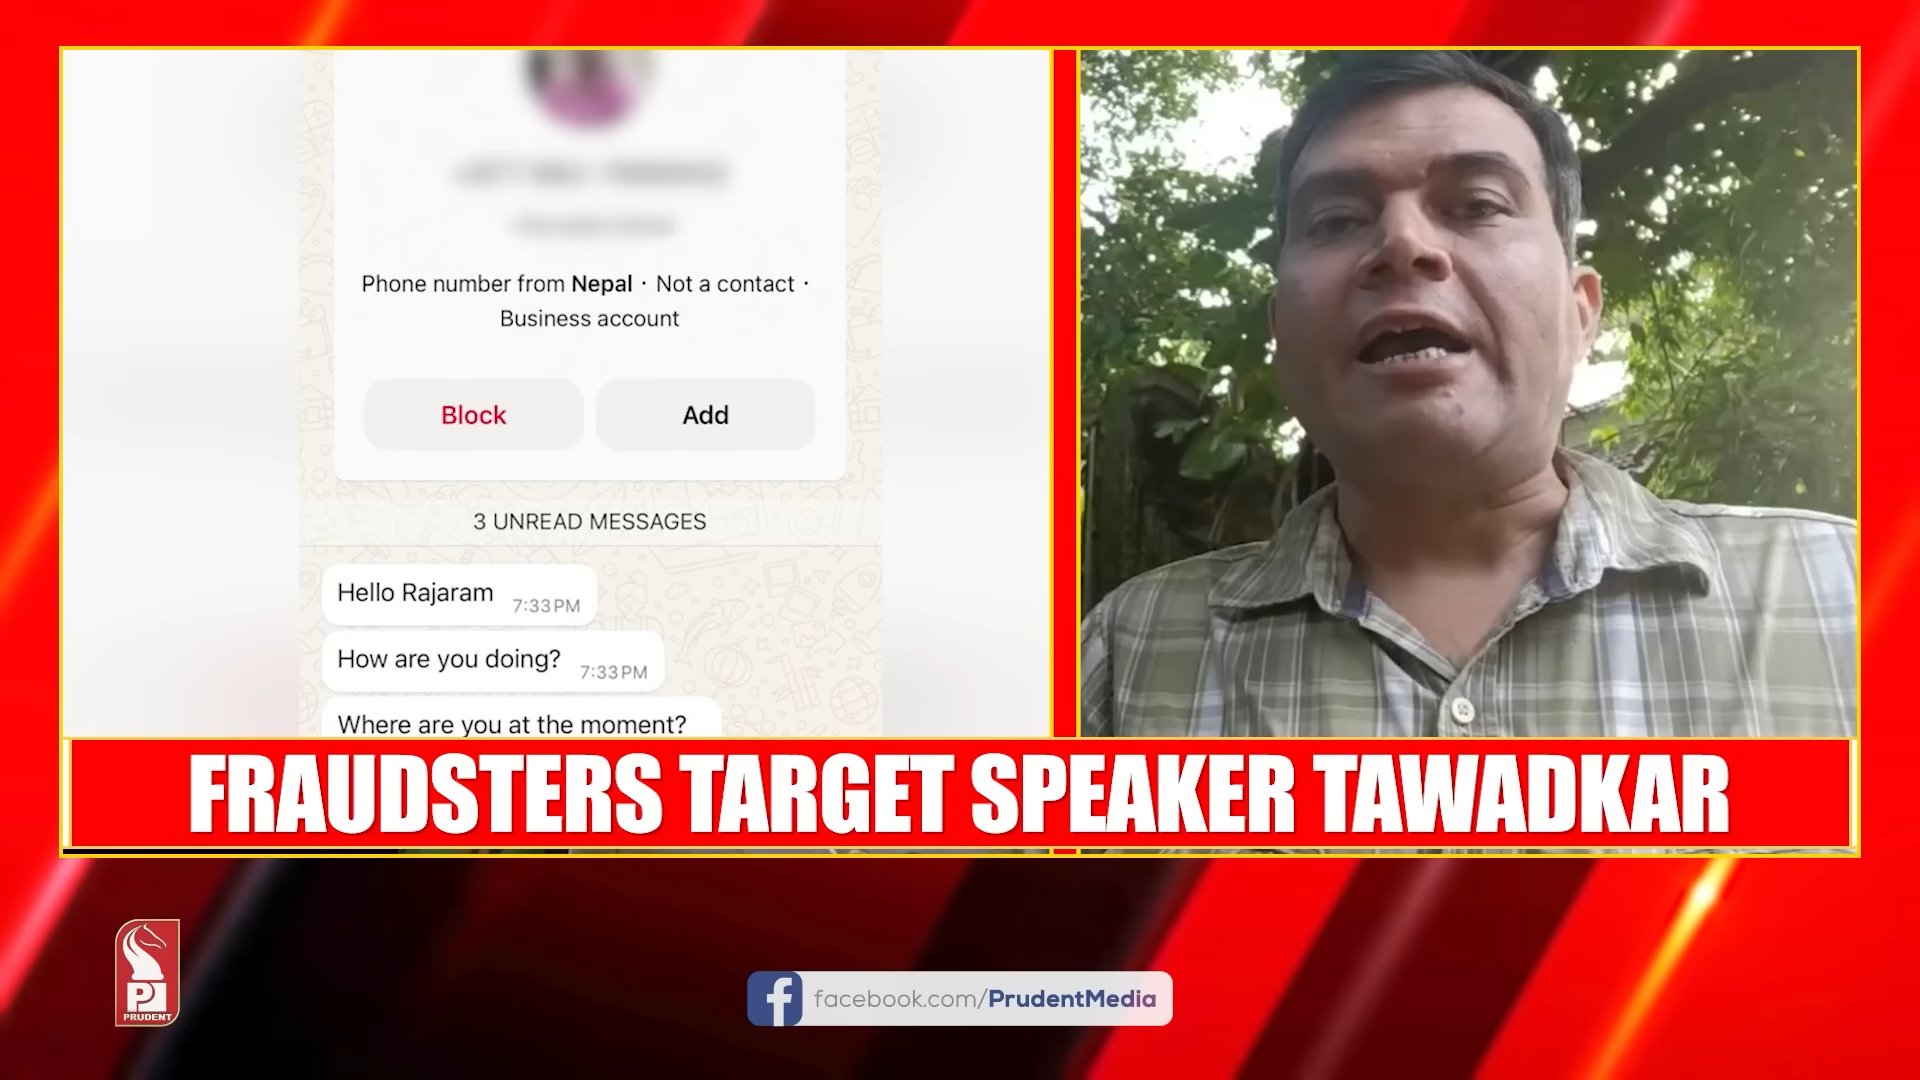 Phone number from Nepal · Not a contact ·
Business account
Block
Add
3 UNREAD MESSAGES
Hello Rajaram 7:33 PM
How are you doing? 7:33 PM
Where are you at the moment?
FRAUDSTERS TARGET SPEAKER TAWADKAR
PRUDENT
facebook.com/PrudentMedia